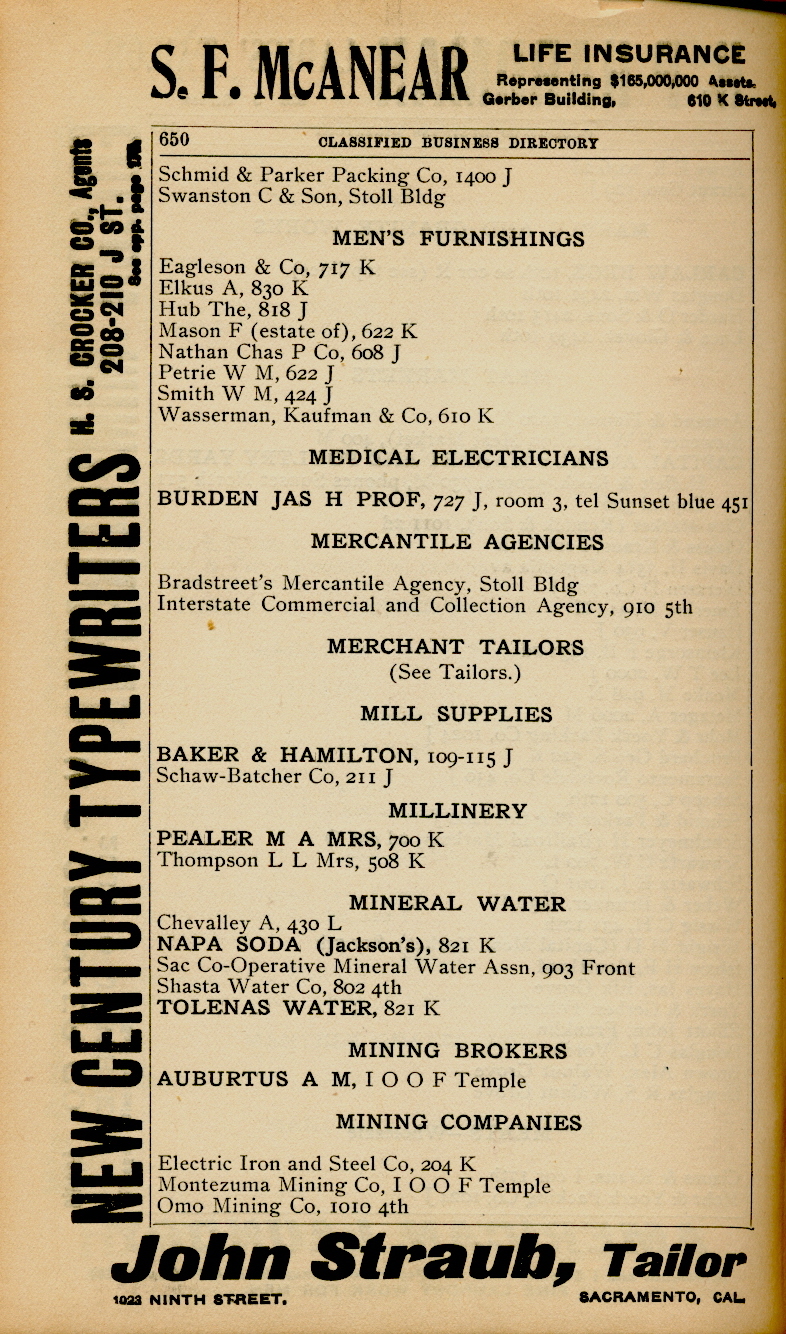 S. F. McANEAR
LIFE INSURANCE
Representing $165,000,000 Assets.
Gerber Building, 610 K Street,
H. S. CROCKER CO., Agents
208-210 J ST.
See opp. page
NEW CENTURY TYPEWRITERS
650 CLASSIFIED BUSINESS DIRECTORY
Schmid & Parker Packing Co, 1400 J
Swanston C & Son, Stoll Bldg
MEN'S FURNISHINGS
Eagleson & Co, 717 K
Elkus A, 830 K
Hub The, 818 J
Mason F (estate of), 622 K
Nathan Chas P Co, 608 J
Petrie W M, 622 J
Smith W M, 424 J
Wasserman, Kaufman & Co, 610 K
MEDICAL ELECTRICIANS
BURDEN JAS H PROF, 727 J, room 3, tel Sunset blue 451
MERCANTILE AGENCIES
Bradstreet's Mercantile Agency, Stoll Bldg
Interstate Commercial and Collection Agency, 910 5th
MERCHANT TAILORS
(See Tailors.)
MILL SUPPLIES
BAKER & HAMILTON, 109-115 J
Schaw-Batcher Co, 211 J
MILLINERY
PEALER M A MRS, 700 K
Thompson L L Mrs, 508 K
MINERAL WATER
Chevalley A, 430 L
NAPA SODA (Jackson's), 821 K
Sac Co-Operative Mineral Water Assn, 903 Front
Shasta Water Co, 802 4th
TOLENAS WATER, 821 K
MINING BROKERS
AUBURTUS A M, I O O F Temple
MINING COMPANIES
Electric Iron and Steel Co, 204 K
Montezuma Mining Co, I O O F Temple
Omo Mining Co, 1010 4th
John Straub, Tailor
1023 NINTH STREET. SACRAMENTO, CAL.